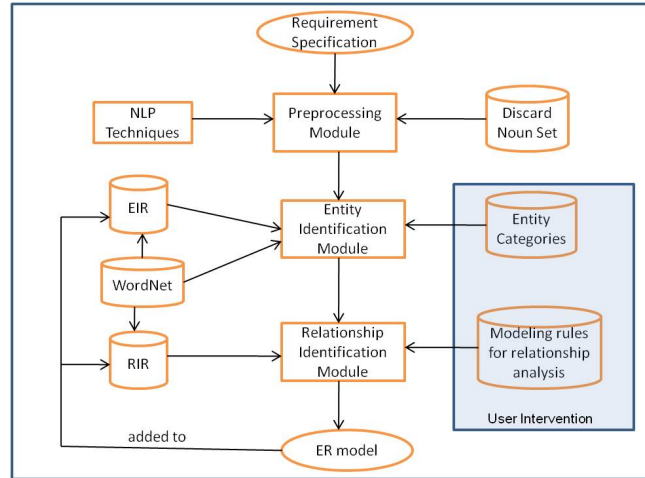 Requirement
Specification
NLP
Techniques
Preprocessing
Module
Discard
Noun Set
EIR
Entity
Identification
Module
Entity
Categories
WordNet
RIR
Relationship
Identification
Module
Modeling rules
for relationship
analysis
User Intervention
added to
ER model